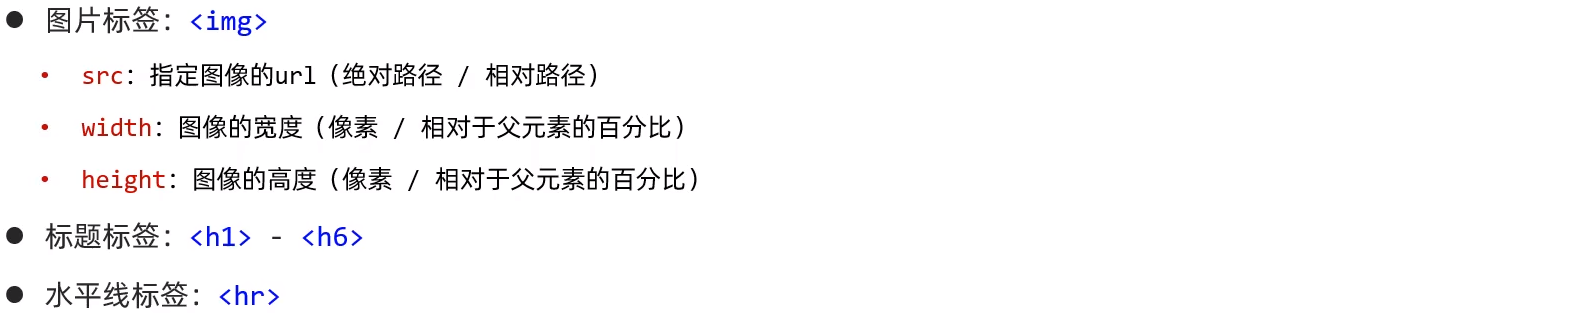 ● 图片标签：<img>
• src：指定图像的url（绝对路径 / 相对路径）
• width：图像的宽度（像素 / 相对于父元素的百分比）
• height：图像的高度（像素 / 相对于父元素的百分比）
● 标题标签：<h1> - <h6>
● 水平线标签：<hr>